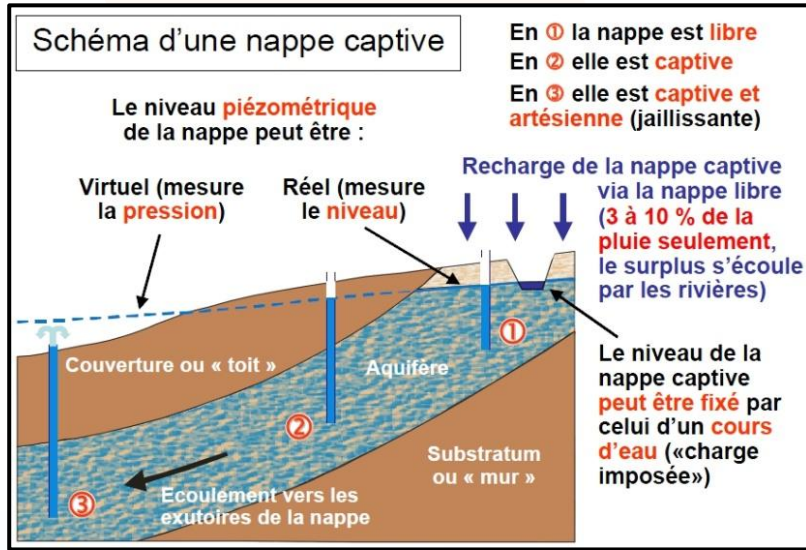 Schéma d'une nappe captive
En ① la nappe est libre
En ② elle est captive
En ③ elle est captive et
artésienne (jaillissante)
Le niveau piézométrique
de la nappe peut être :
Virtuel (mesure
la pression)
Réel (mesure
le niveau)
Recharge de la nappe captive
via la nappe libre
(3 à 10 % de la
pluie seulement,
le surplus s'écoule
par les rivières)
①
Couverture ou « toit »
Aquifère
②
Le niveau de la
nappe captive
peut être fixé par
celui d'un cours
d'eau («charge
imposée»)
Substratum
ou « mur »
③
Ecoulement vers les
exutoires de la nappe